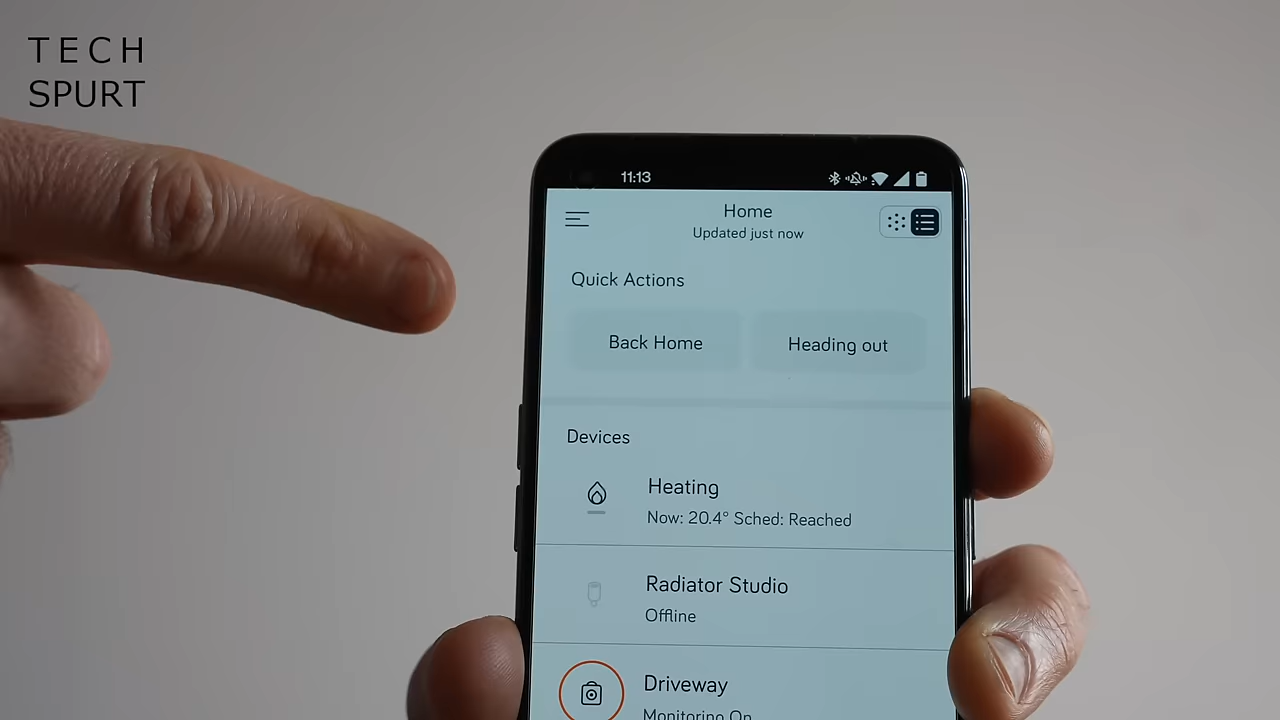 TECH
SPURT
11:13
Home
Updated just now
Quick Actions
Back Home
Heading out
Devices
Heating
Now: 20.4° Sched: Reached
Radiator Studio
Offline
Driveway
Monitoring On